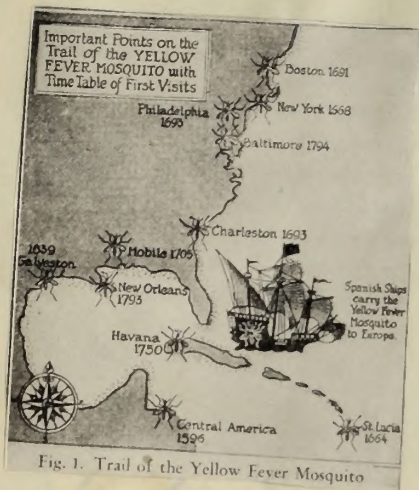 Important Points on the
Trail of the YELLOW
FEVER MOSQUITO with
Time Table of First Visits
Boston 1691
New York 1668
Philadelphia
1693
Baltimore 1794
Charleston 1693
1839
Galveston
Mobile 1705
New Orleans
1793
Spanish Ships
carry the
Yellow Fever
Mosquito
to Europe.
Havana
1750
Central America
1596
St. Lucia
1664
Fig. 1. Trail of the Yellow Fever Mosquito